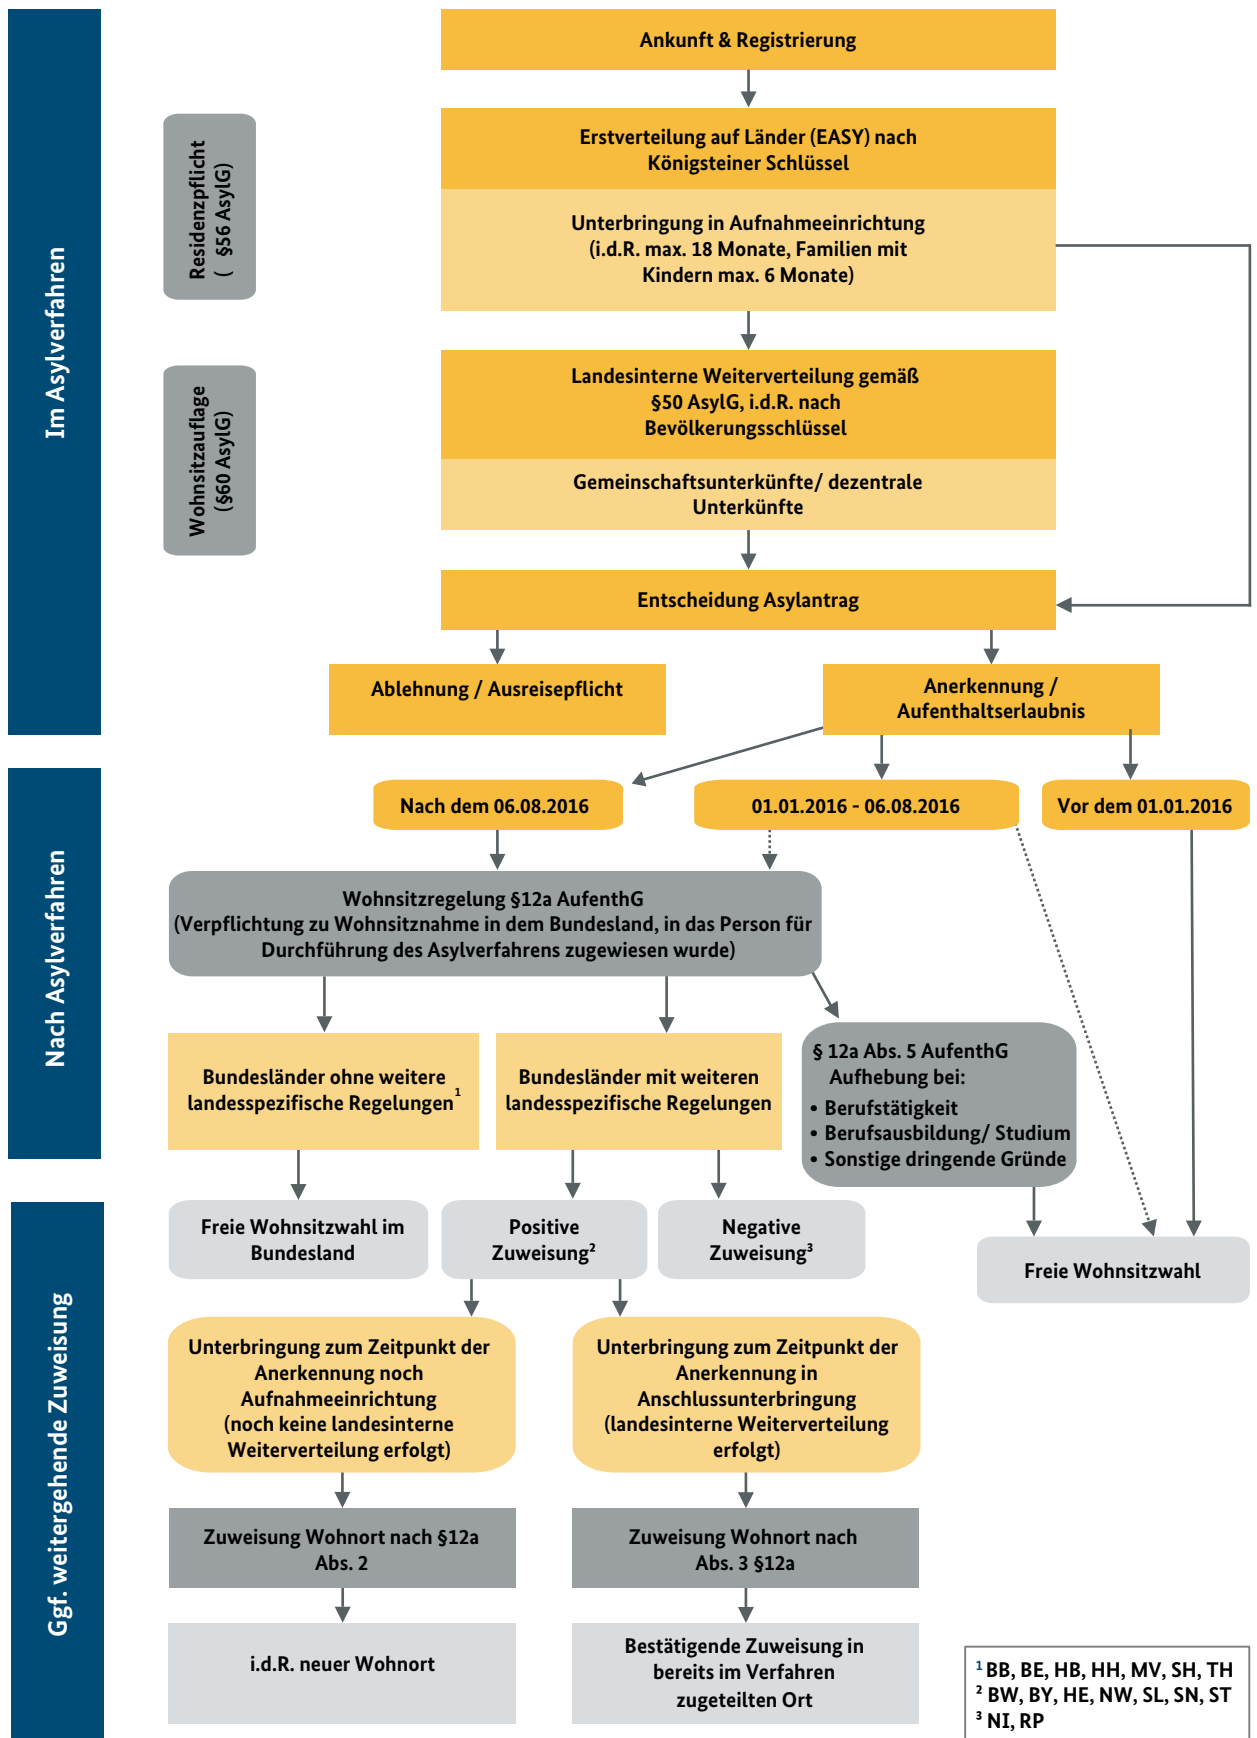 Im Asylverfahren
Ankunft & Registrierung
Residenzpflicht
( §56 AsylG)
Erstverteilung auf Länder (EASY) nach
Königsteiner Schlüssel
Unterbringung in Aufnahmeeinrichtung
(i.d.R. max. 18 Monate, Familien mit
Kindern max. 6 Monate)
Wohnsitzauflage
(§60 AsylG)
Landesinterne Weiterverteilung gemäß
§50 AsylG, i.d.R. nach
Bevölkerungsschlüssel
Gemeinschaftsunterkünfte/ dezentrale
Unterkünfte
Entscheidung Asylantrag
Ablehnung / Ausreisepflicht
Anerkennung /
Aufenthaltserlaubnis
Nach Asylverfahren
Nach dem 06.08.2016
01.01.2016 - 06.08.2016
Vor dem 01.01.2016
Wohnsitzregelung §12a AufenthG
(Verpflichtung zu Wohnsitznahme in dem Bundesland, in das Person für
Durchführung des Asylverfahrens zugewiesen wurde)
Bundesländer ohne weitere
landesspezifische Regelungen¹
Bundesländer mit weiteren
landesspezifische Regelungen
§ 12a Abs. 5 AufenthG
Aufhebung bei:
• Berufstätigkeit
• Berufsausbildung/ Studium
• Sonstige dringende Gründe
Ggf. weitergehende Zuweisung
Freie Wohnsitzwahl im
Bundesland
Positive
Zuweisung²
Negative
Zuweisung³
Freie Wohnsitzwahl
Unterbringung zum Zeitpunkt der
Anerkennung noch
Aufnahmeeinrichtung
(noch keine landesinterne
Weiterverteilung erfolgt)
Unterbringung zum Zeitpunkt der
Anerkennung in
Anschlussunterbringung
(landesinterne Weiterverteilung
erfolgt)
Zuweisung Wohnort nach §12a
Abs. 2
Zuweisung Wohnort nach
Abs. 3 §12a
i.d.R. neuer Wohnort
Bestätigende Zuweisung in
bereits im Verfahren
zugeteilten Ort
¹ BB, BE, HB, HH, MV, SH, TH
² BW, BY, HE, NW, SL, SN, ST
³ NI, RP